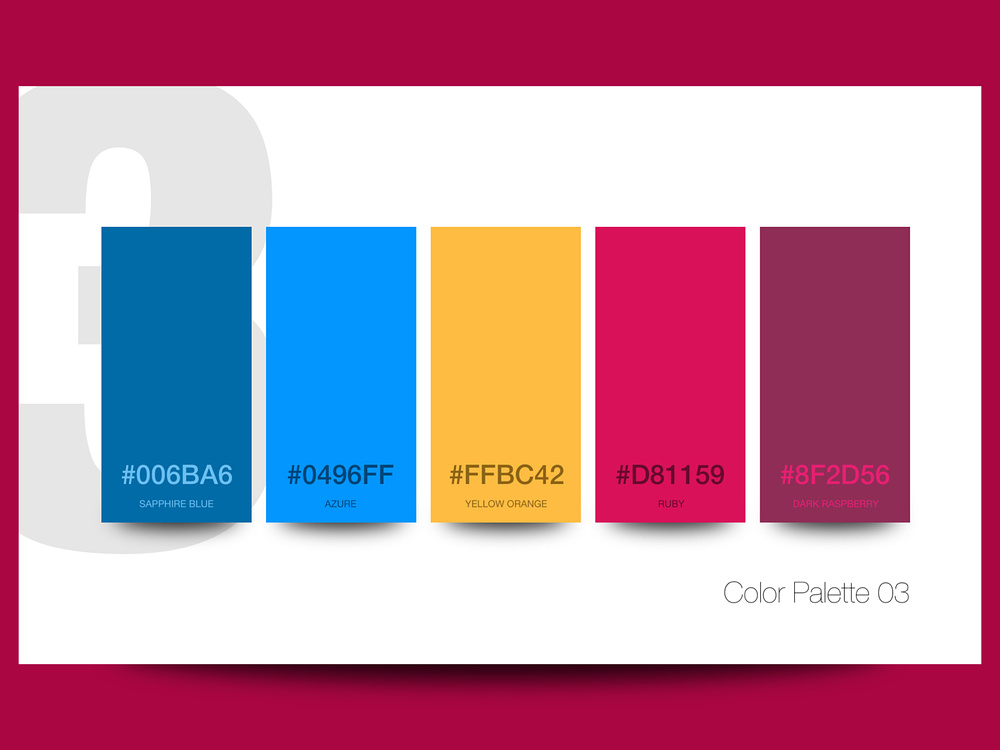 3
#006BA6
SAPPHIRE BLUE
#0496FF
AZURE
#FFBC42
YELLOW ORANGE
#D81159
RUBY
#8F2D56
DARK RASPBERRY
Color Palette 03